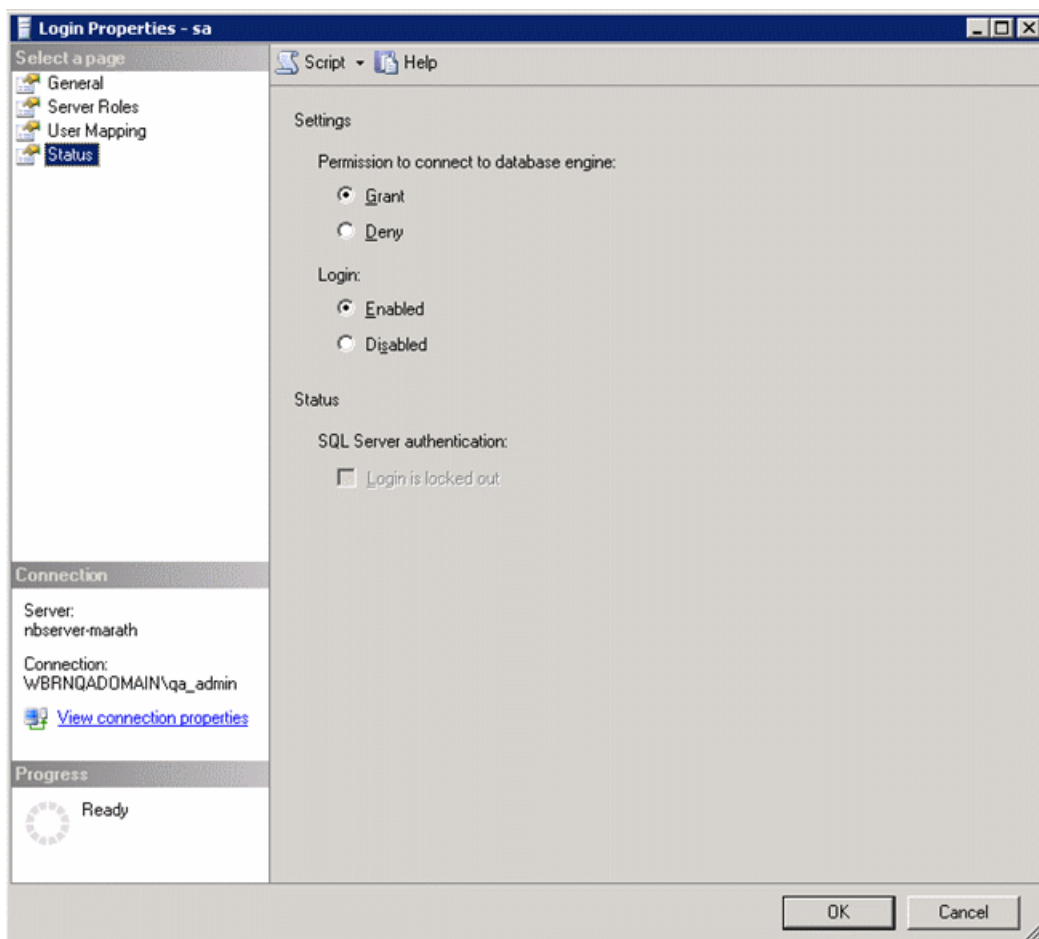 Login Properties - sa
Select a page
General
Server Roles
User Mapping
Status
Script
Help
Settings
Permission to connect to database engine:
Grant
Deny
Login:
Enabled
Disabled
Status
SQL Server authentication:
Login is locked out
Connection
Server:
nbserver-marath
Connection:
WBRNQADOMAIN\qa_admin
View connection properties
Progress
Ready
OK
Cancel